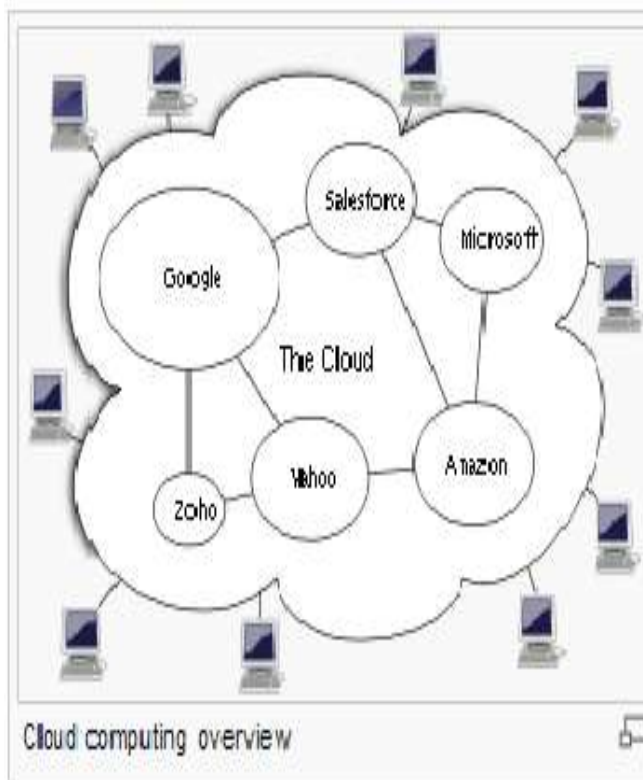 Salesforce
Microsoft
Google
The Cloud
Yahoo
Amazon
Zoho
Cloud computing overview